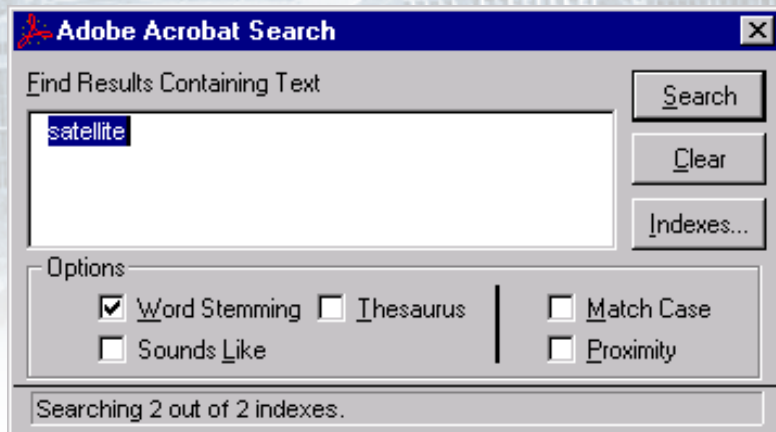 Adobe Acrobat Search
Find Results Containing Text
Search
satellite
Clear
Indexes...
Options
Word Stemming Thesaurus Match Case
Sounds Like Proximity
Searching 2 out of 2 indexes.